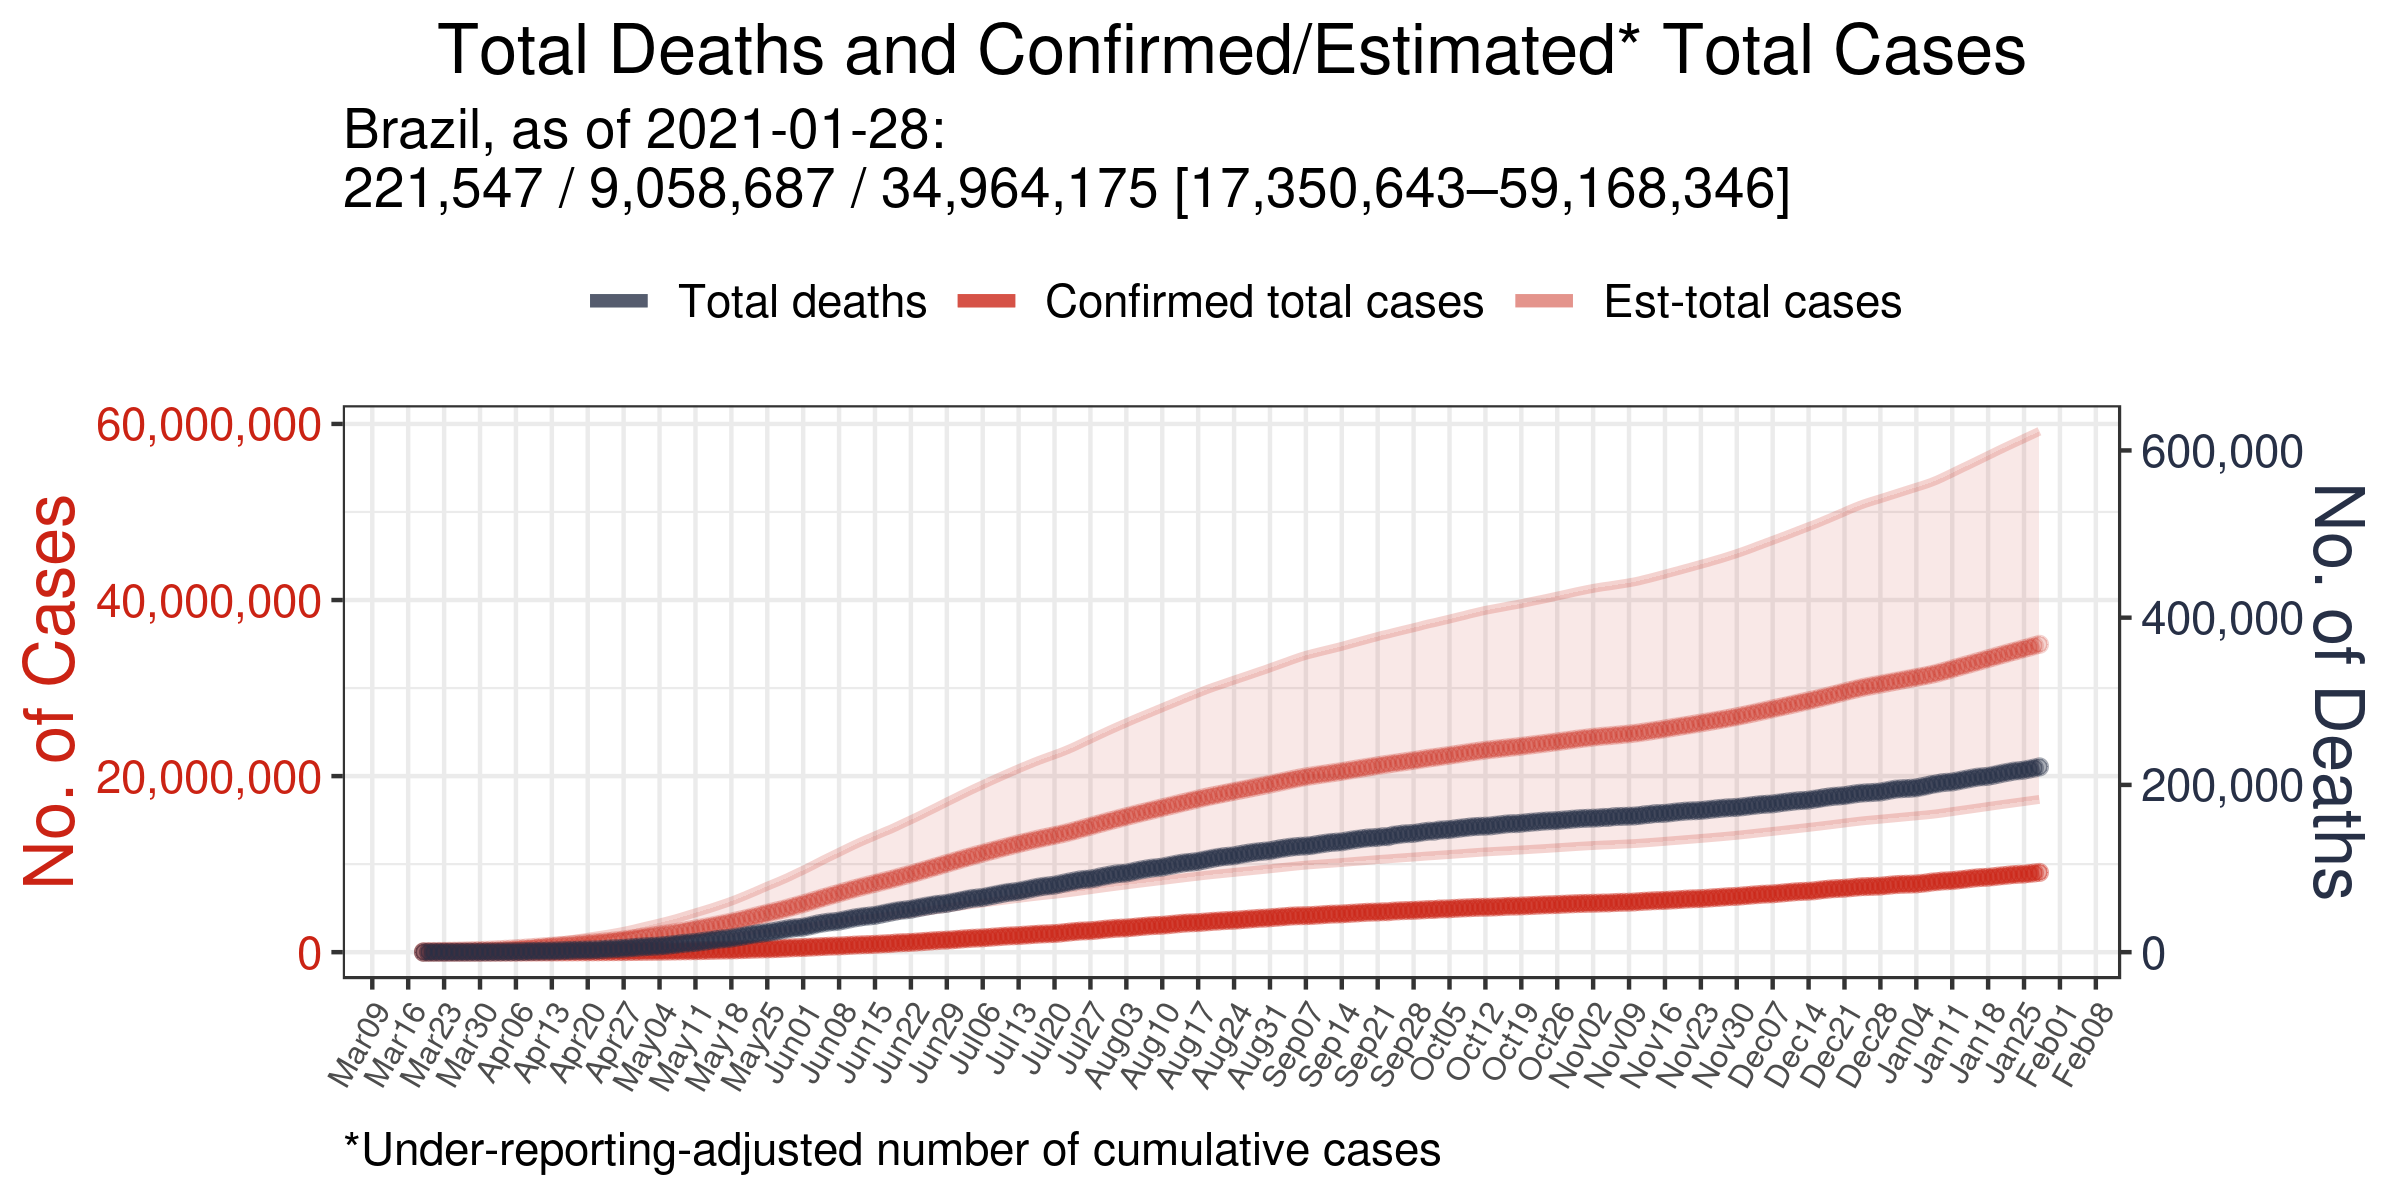 Total Deaths and Confirmed/Estimated* Total Cases
Brazil, as of 2021-01-28:
221,547 / 9,058,687 / 34,964,175 [17,350,643–59,168,346]
Total deaths
Confirmed total cases
Est-total cases
No. of Cases
60,000,000
40,000,000
20,000,000
0
600,000
400,000
200,000
0
No. of Deaths
Mar09
Mar16
Mar23
Mar30
Apr06
Apr13
Apr20
Apr27
May04
May11
May18
May25
Jun01
Jun08
Jun15
Jun22
Jun29
Jul06
Jul13
Jul20
Jul27
Aug03
Aug10
Aug17
Aug24
Aug31
Sep07
Sep14
Sep21
Sep28
Oct05
Oct12
Oct19
Oct26
Nov02
Nov09
Nov16
Nov23
Nov30
Dec07
Dec14
Dec21
Dec28
Jan04
Jan11
Jan18
Jan25
Feb01
Feb08
*Under-reporting-adjusted number of cumulative cases